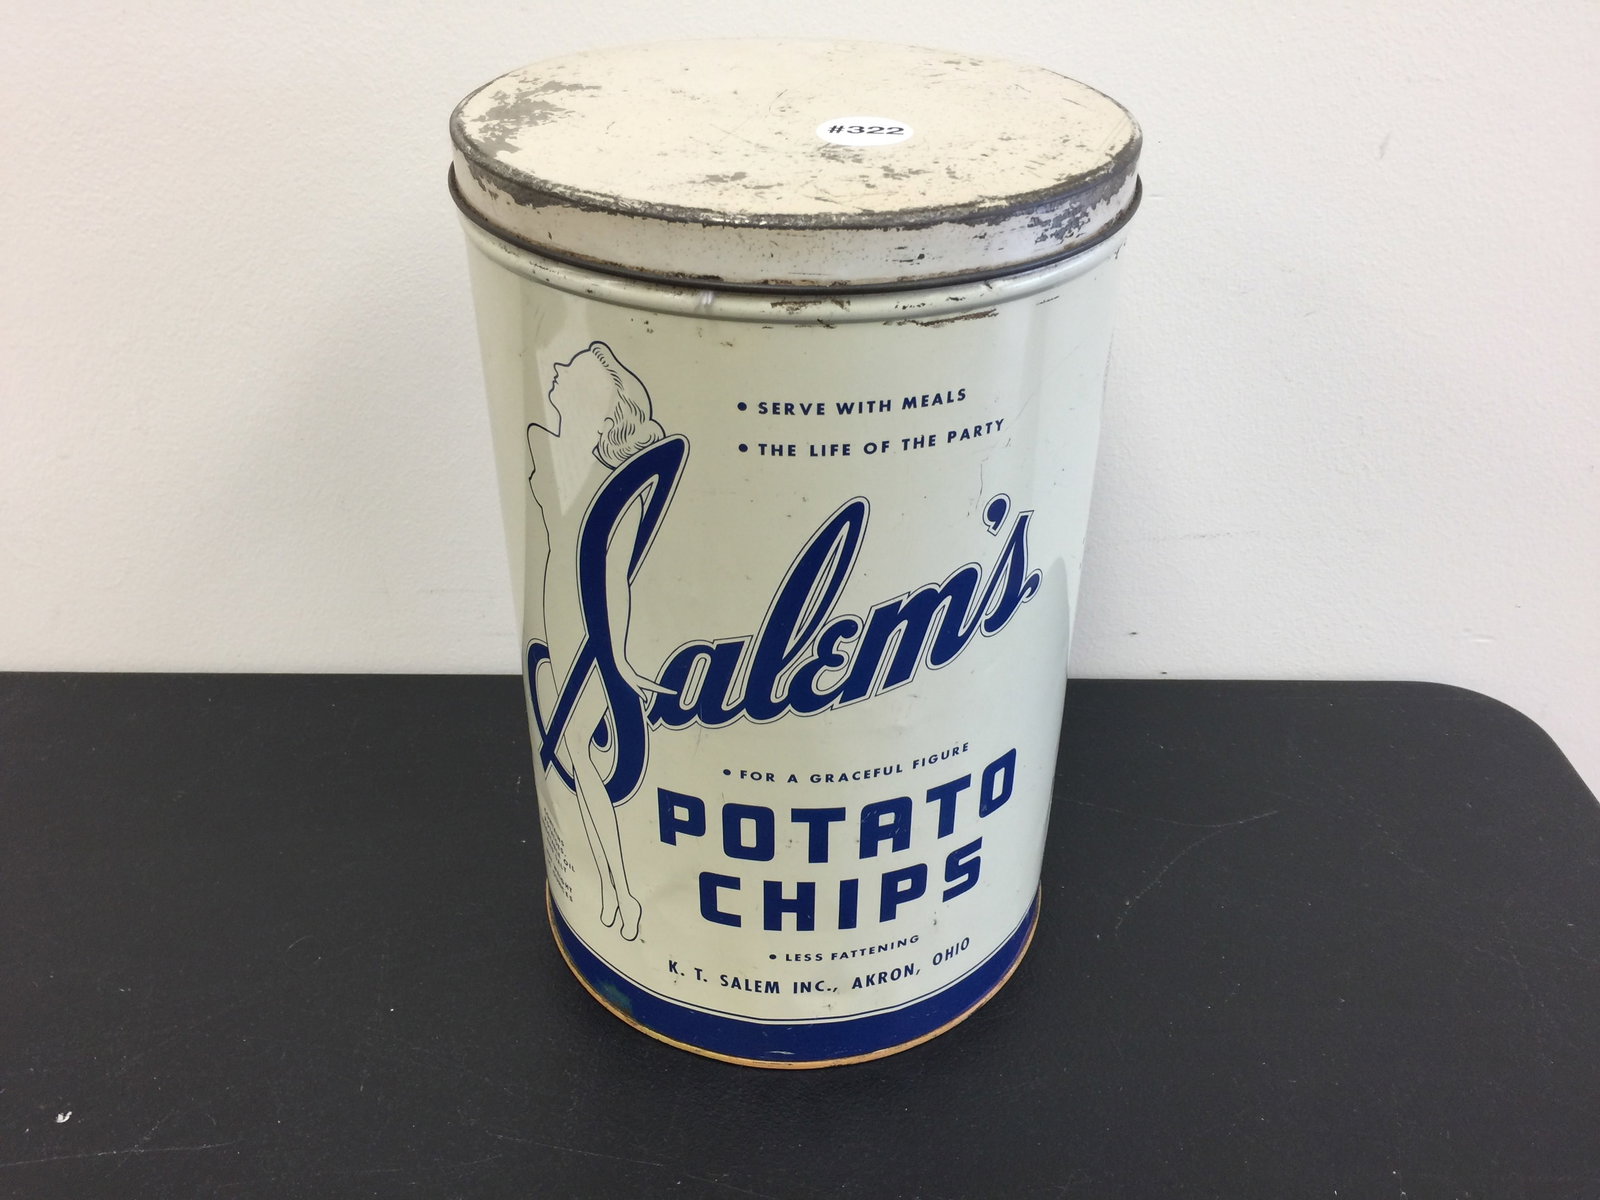 #322
• SERVE WITH MEALS
• THE LIFE OF THE PARTY
Salem's
• FOR A GRACEFUL FIGURE
POTATO
CHIPS
• LESS FATTENING
K. T. SALEM INC., AKRON, OHIO
OIL